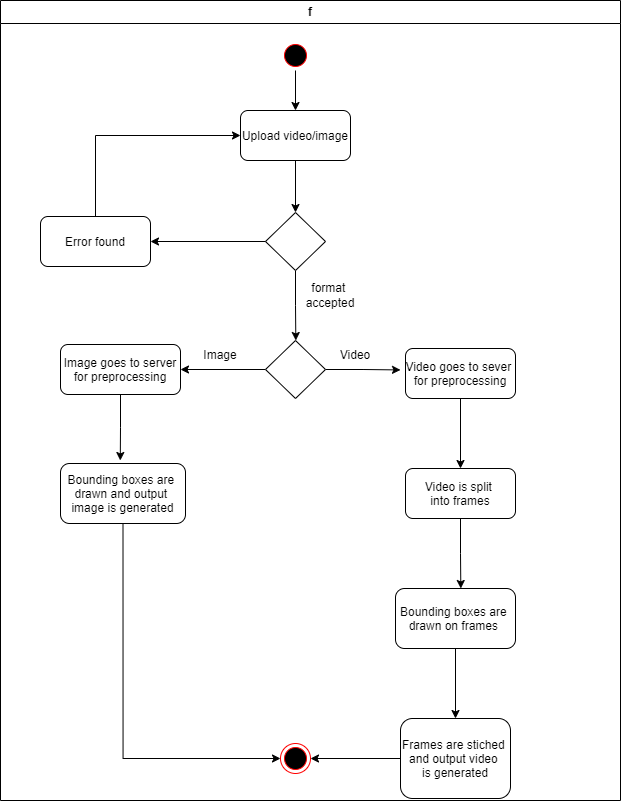 f
Upload video/image
Error found
format
accepted
Image
Video
Image goes to server
for preprocessing
Video goes to sever
for preprocessing
Bounding boxes are
drawn and output
image is generated
Video is split
into frames
Bounding boxes are
drawn on frames
Frames are stiched
and output video
is generated